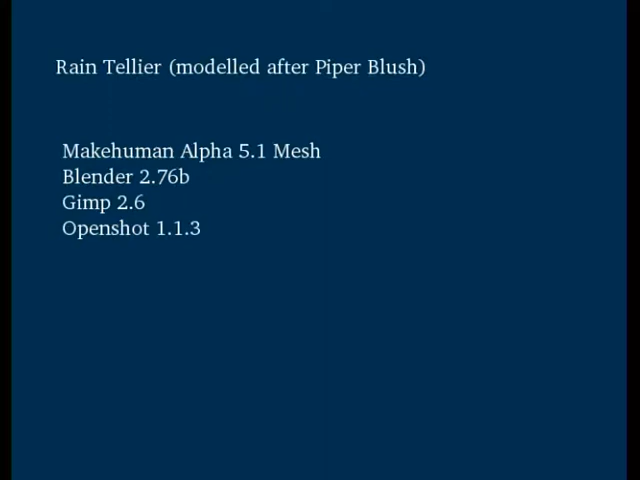 Rain Tellier (modelled after Piper Blush)
Makehuman Alpha 5.1 Mesh
Blender 2.76b
Gimp 2.6
Openshot 1.1.3